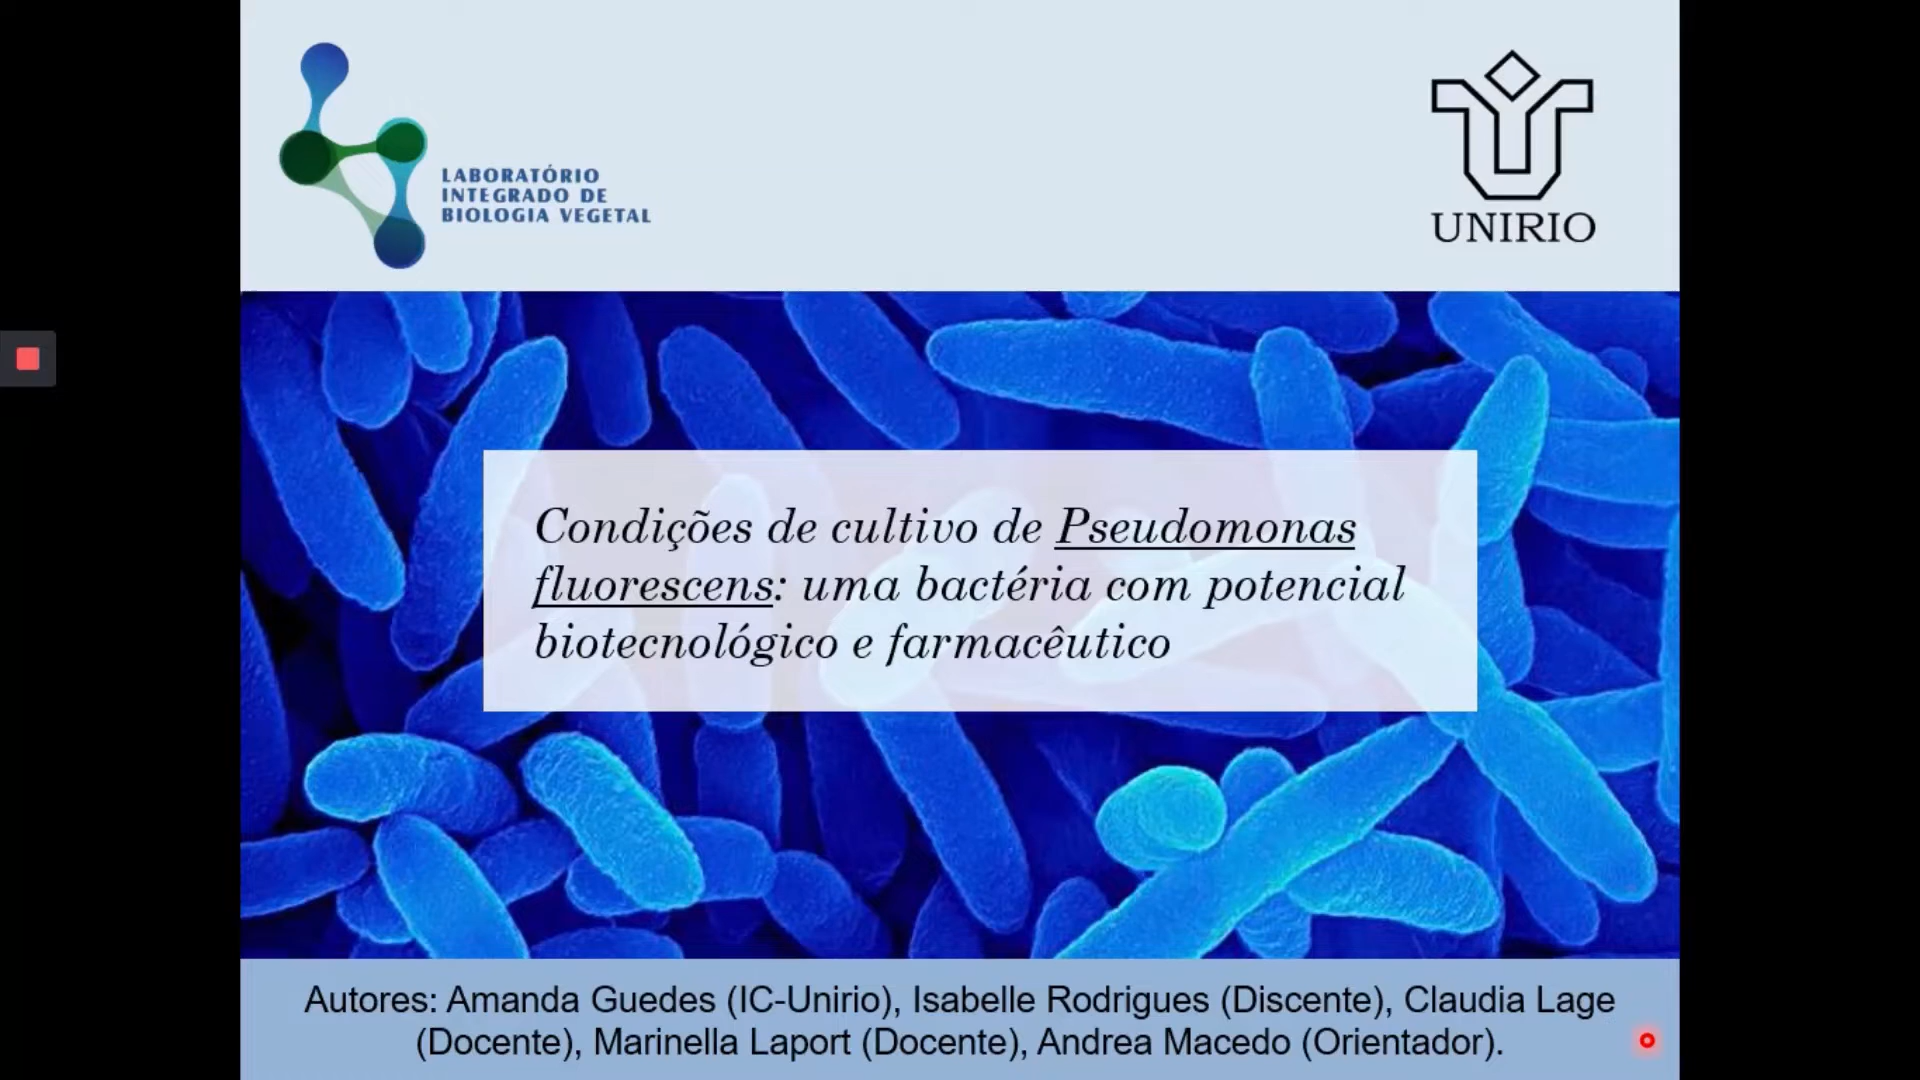 LABORATÓRIO
INTEGRADO DE
BIOLOGIA VEGETAL
UNIRIO
Condições de cultivo de Pseudomonas
fluorescens: uma bactéria com potencial
biotecnológico e farmacêutico
Autores: Amanda Guedes (IC-Unirio), Isabelle Rodrigues (Discente), Claudia Lage
(Docente), Marinella Laport (Docente), Andrea Macedo (Orientador).